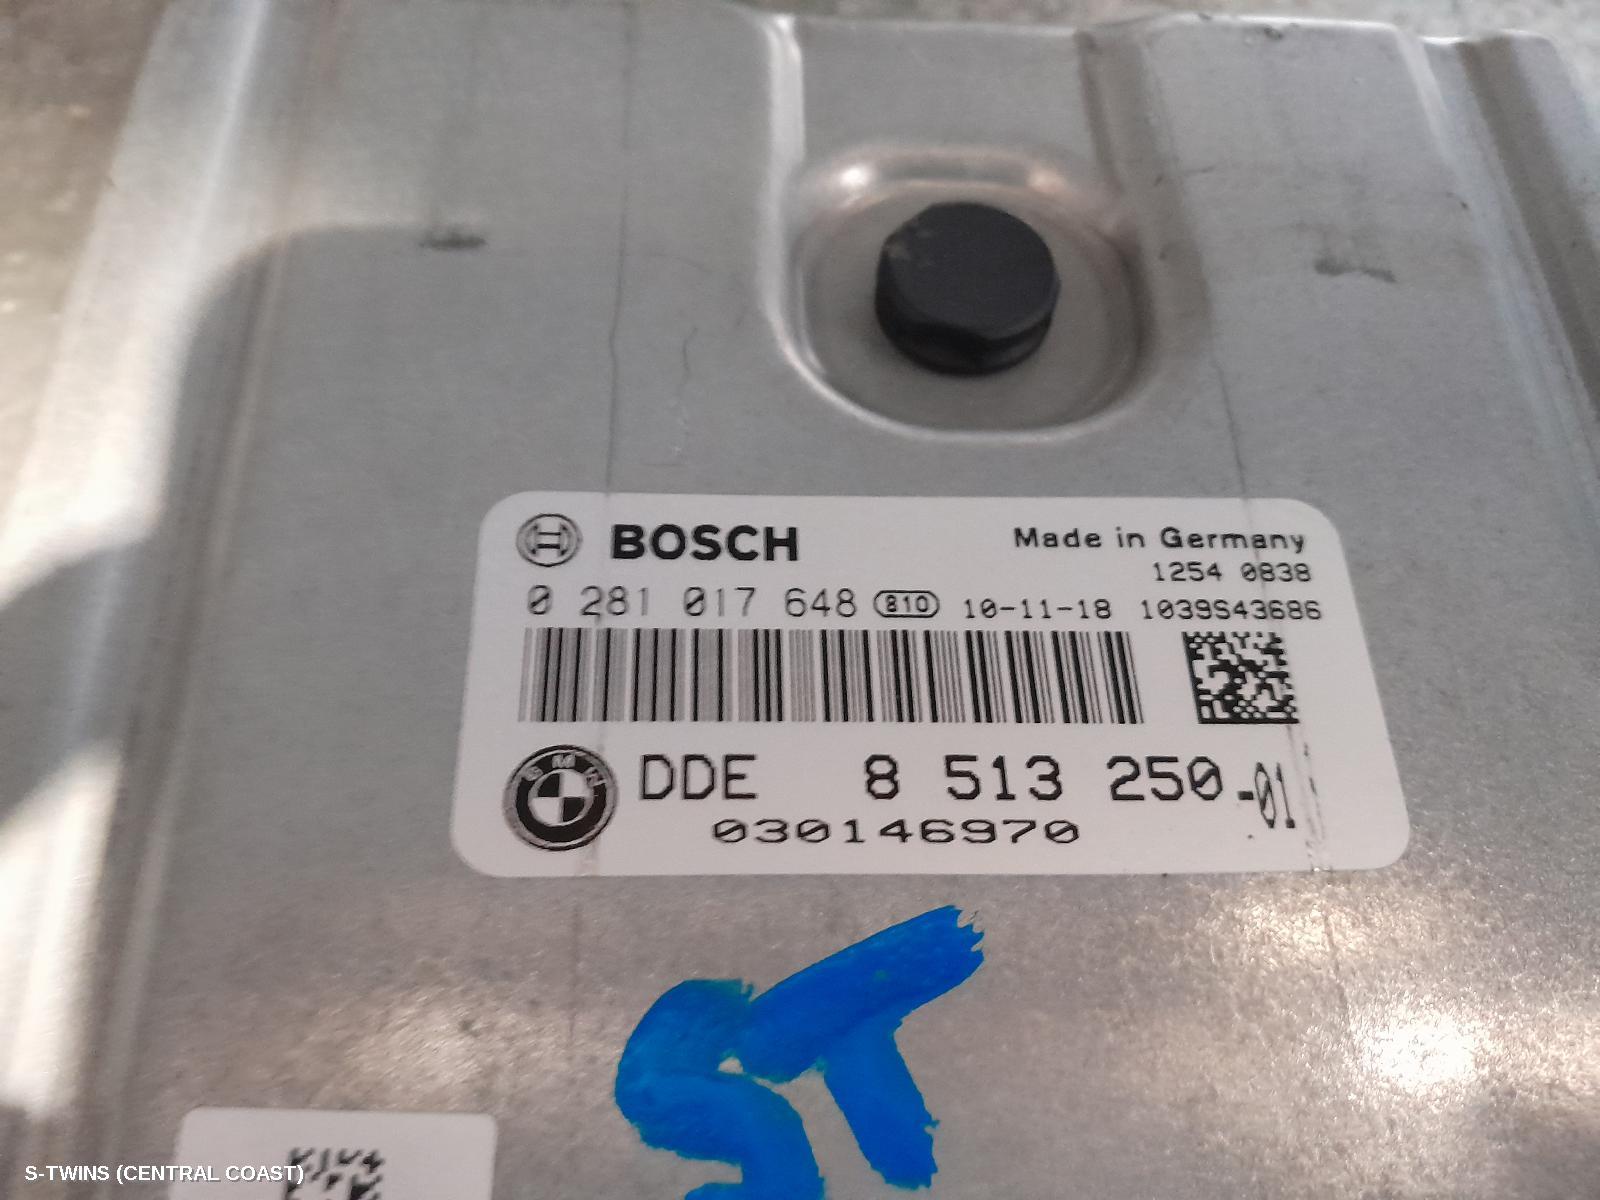 BOSCH
Made in Germany
1254 0838
0 281 017 648 810 10-11-18 1039S43686
BMW
DDE 8 513 250-01
030146970
ST
S-TWINS (CENTRAL COAST)